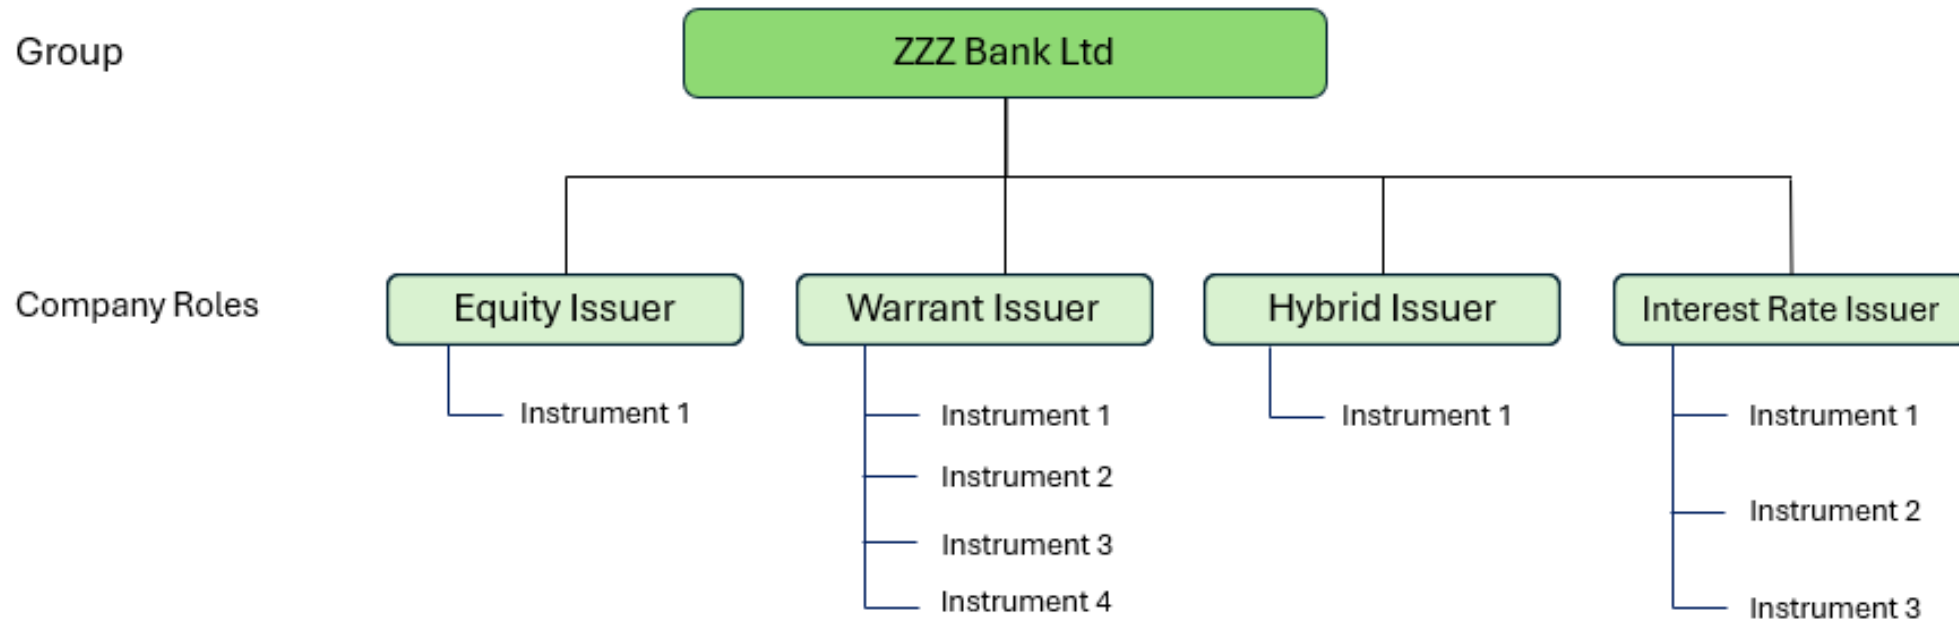 Group
ZZZ Bank Ltd
Company Roles
Equity Issuer
Warrant Issuer
Hybrid Issuer
Interest Rate Issuer
Instrument 1
Instrument 1
Instrument 2
Instrument 3
Instrument 4
Instrument 1
Instrument 1
Instrument 2
Instrument 3